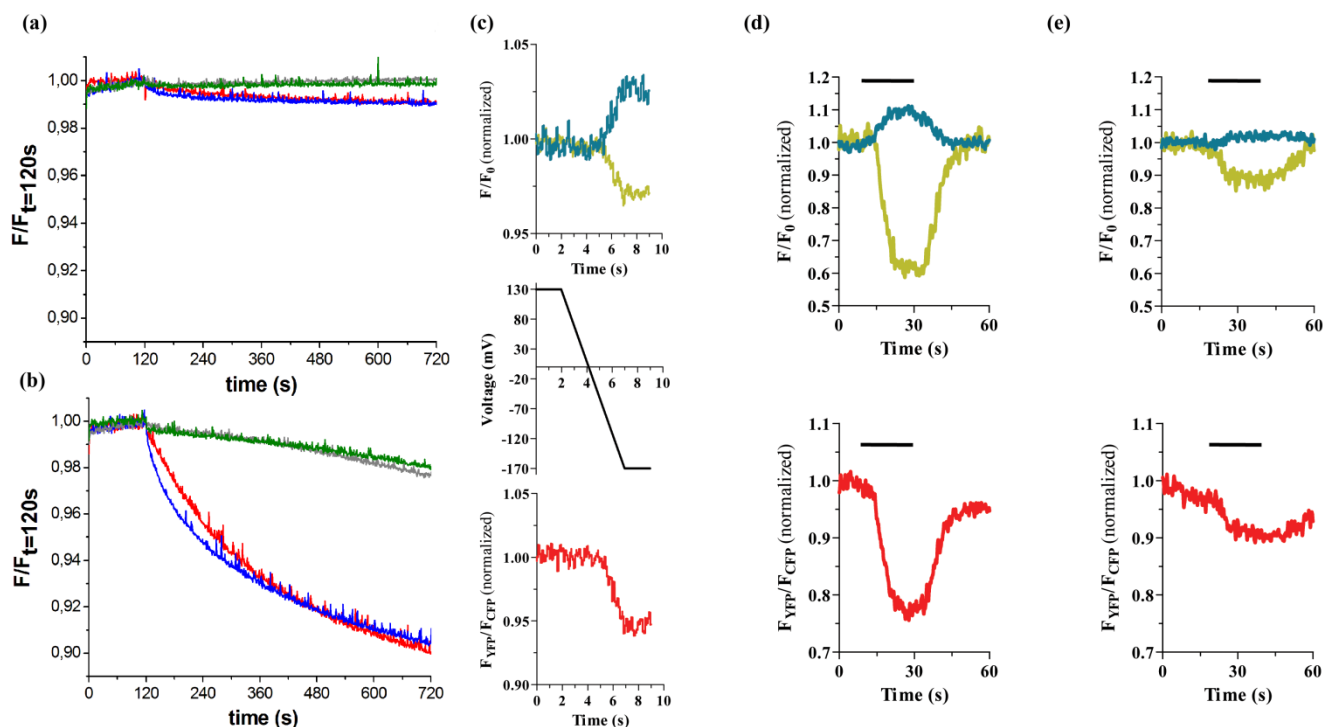 (a)
F/Ft=120s
1,00
0,98
0,96
0,94
0,92
0,90
0 120 240 360 480 600 720
time (s)
(b)
F/Ft=120s
1,00
0,98
0,96
0,94
0,92
0,90
0 120 240 360 480 600 720
time (s)
(c)
F/F0 (normalized)
1.05
1.00
0.95
0 2 4 6 8 10
Time (s)
Voltage (mV)
130
80
30
-20
-70
-120
-170
0 2 4 6 8 10
FYFP/FCFP (normalized)
1.05
1.00
0.95
0.90
0 2 4 6 8 10
Time (s)
(d)
F/F0 (normalized)
1.2
1.1
1.0
0.9
0.8
0.7
0.6
0.5
0 30 60
Time (s)
FYFP/FCFP (normalized)
1.1
1.0
0.9
0.8
0.7
0 30 60
Time (s)
(e)
F/F0 (normalized)
1.2
1.1
1.0
0.9
0.8
0.7
0.6
0.5
0 30 60
Time (s)
FYFP/FCFP (normalized)
1.1
1.0
0.9
0.8
0.7
0 30 60
Time (s)